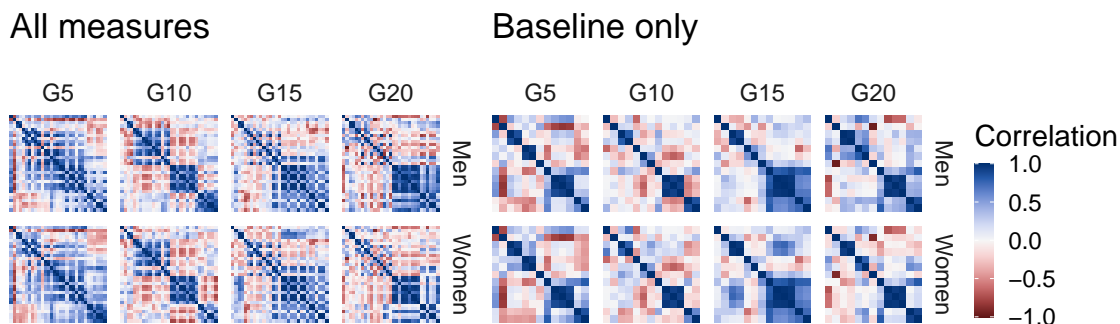 All measures
Baseline only
G5 G10 G15 G20
G5 G10 G15 G20
Men
Women
Men
Women
Correlation
1.0
0.5
0.0
−0.5
−1.0